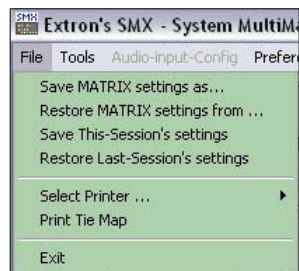 SMX Extron's SMX - System MultiMa
File Tools Audio-input-Config Prefer
Save MATRIX settings as...
Restore MATRIX settings from ...
Save This-Session's settings
Restore Last-Session's settings
Select Printer ...
Print Tie Map
Exit